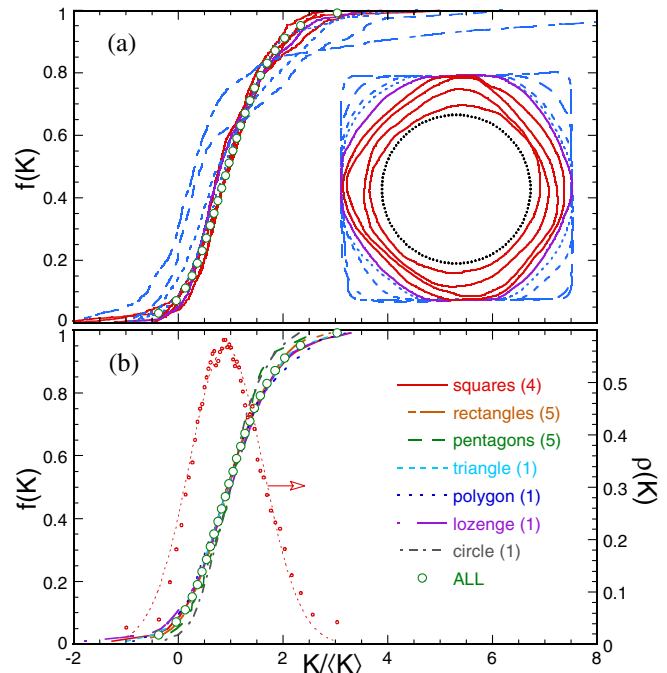 (a)
f(K)
1
0.8
0.6
0.4
0.2
0
(b)
f(K)
1
0.8
0.6
0.4
0.2
0
squares (4)
rectangles (5)
pentagons (5)
triangle (1)
polygon (1)
lozenge (1)
circle (1)
ALL
0.5
0.4
0.3
0.2
0.1
0
ρ(K)
-2 0 2 4 6 8
K/⟨K⟩